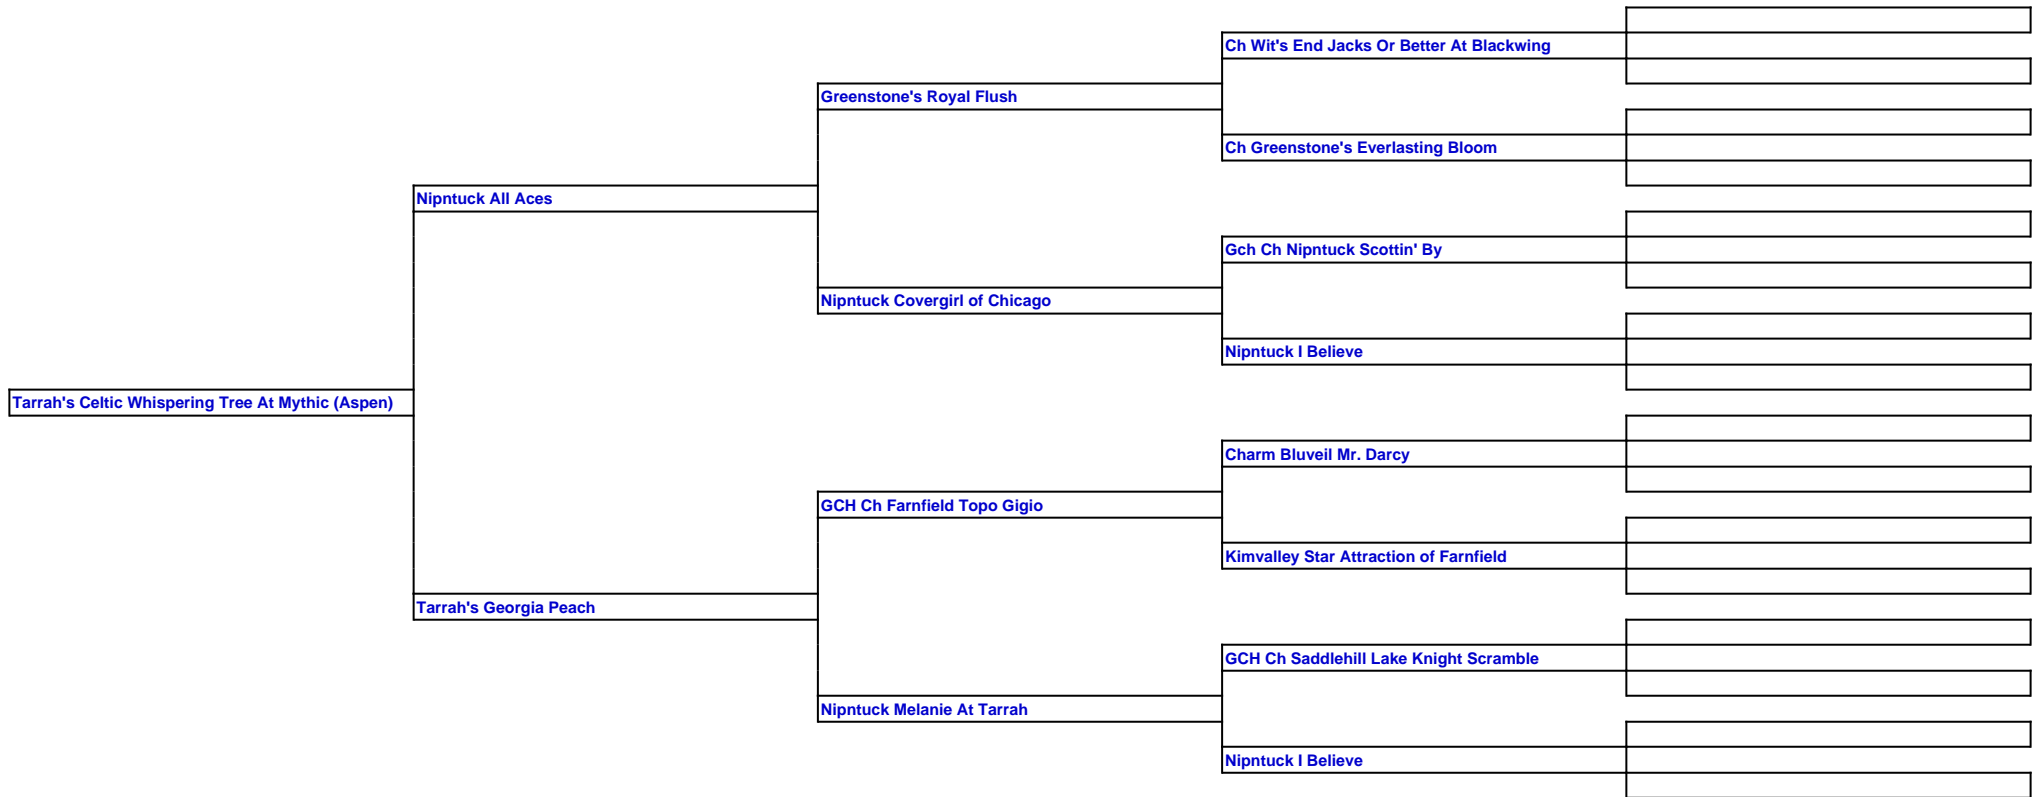 Ch Wit's End Jacks Or Better At Blackwing
Greenstone's Royal Flush
Ch Greenstone's Everlasting Bloom
Nipntuck All Aces
Gch Ch Nipntuck Scottin' By
Nipntuck Covergirl of Chicago
Nipntuck I Believe
Tarrah's Celtic Whispering Tree At Mythic (Aspen)
Charm Bluveil Mr. Darcy
GCH Ch Farnfield Topo Gigio
Kimvalley Star Attraction of Farnfield
Tarrah's Georgia Peach
GCH Ch Saddlehill Lake Knight Scramble
Nipntuck Melanie At Tarrah
Nipntuck I Believe